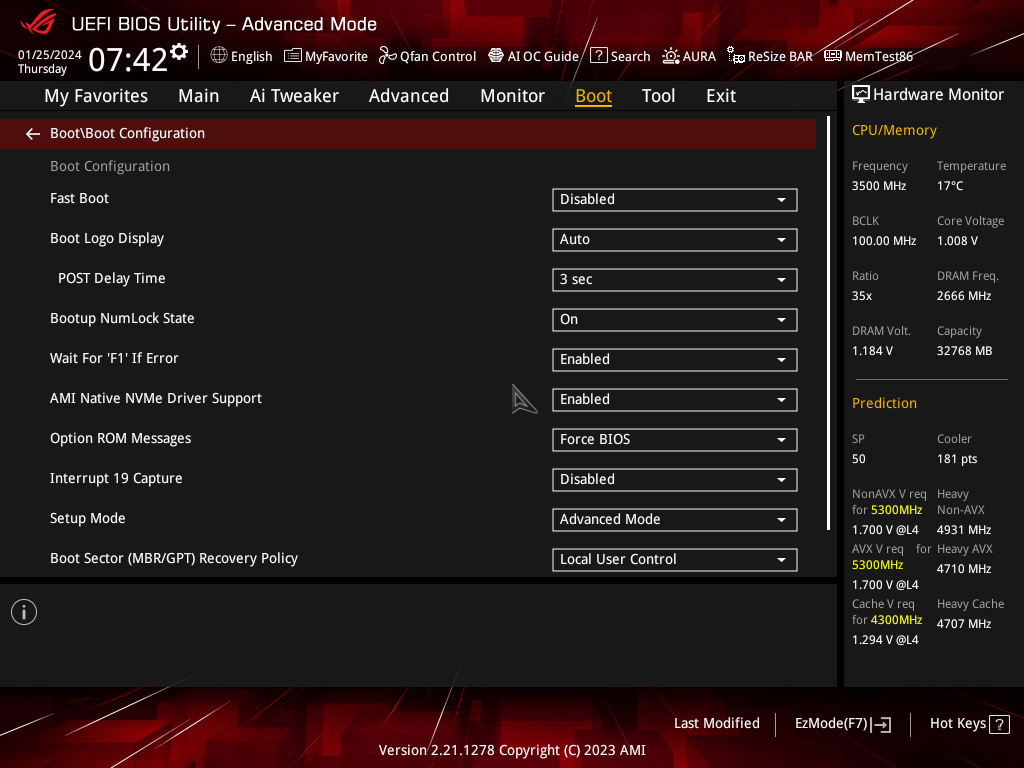 UEFI BIOS Utility – Advanced Mode
01/25/2024
Thursday
07:42
English
MyFavorite
Qfan Control
AI OC Guide
? Search
AURA
ReSize BAR
MemTest86
My Favorites
Main
Ai Tweaker
Advanced
Monitor
Boot
Tool
Exit
Hardware Monitor
← Boot\Boot Configuration
Boot Configuration
Fast Boot
Disabled
Boot Logo Display
Auto
POST Delay Time
3 sec
Bootup NumLock State
On
Wait For 'F1' If Error
Enabled
AMI Native NVMe Driver Support
Enabled
Option ROM Messages
Force BIOS
Interrupt 19 Capture
Disabled
Setup Mode
Advanced Mode
Boot Sector (MBR/GPT) Recovery Policy
Local User Control
CPU/Memory
Frequency Temperature
3500 MHz 17°C
BCLK Core Voltage
100.00 MHz 1.008 V
Ratio DRAM Freq.
35x 2666 MHz
DRAM Volt. Capacity
1.184 V 32768 MB
Prediction
SP Cooler
50 181 pts
NonAVX V req Heavy
for 5300MHz Non-AVX
1.700 V @L4 4931 MHz
AVX V req for Heavy AVX
5300MHz 4710 MHz
1.700 V @L4
Cache V req Heavy Cache
for 4300MHz 4707 MHz
1.294 V @L4
i
Last Modified
EzMode(F7)
Hot Keys ?
Version 2.21.1278 Copyright (C) 2023 AMI